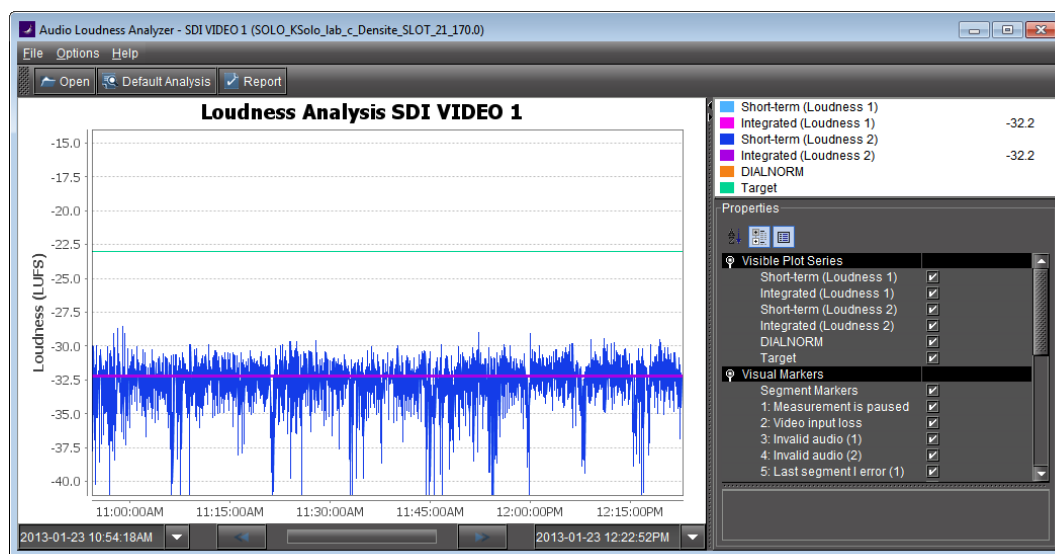 Audio Loudness Analyzer - SDI VIDEO 1 (SOLO_KSolo_lab_c_Densite_SLOT_21_170.0)
File Options Help
Open Default Analysis Report
Loudness Analysis SDI VIDEO 1
Loudness (LUFS)
-15.0
-17.5
-20.0
-22.5
-25.0
-27.5
-30.0
-32.5
-35.0
-37.5
-40.0
11:00:00AM 11:15:00AM 11:30:00AM 11:45:00AM 12:00:00PM 12:15:00PM
2013-01-23 10:54:18AM 2013-01-23 12:22:52PM
Short-term (Loudness 1)
Integrated (Loudness 1) -32.2
Short-term (Loudness 2)
Integrated (Loudness 2) -32.2
DIALNORM
Target
Properties
Visible Plot Series
Short-term (Loudness 1)
Integrated (Loudness 1)
Short-term (Loudness 2)
Integrated (Loudness 2)
DIALNORM
Target
Visual Markers
Segment Markers
1: Measurement is paused
2: Video input loss
3: Invalid audio (1)
4: Invalid audio (2)
5: Last segment I error (1)